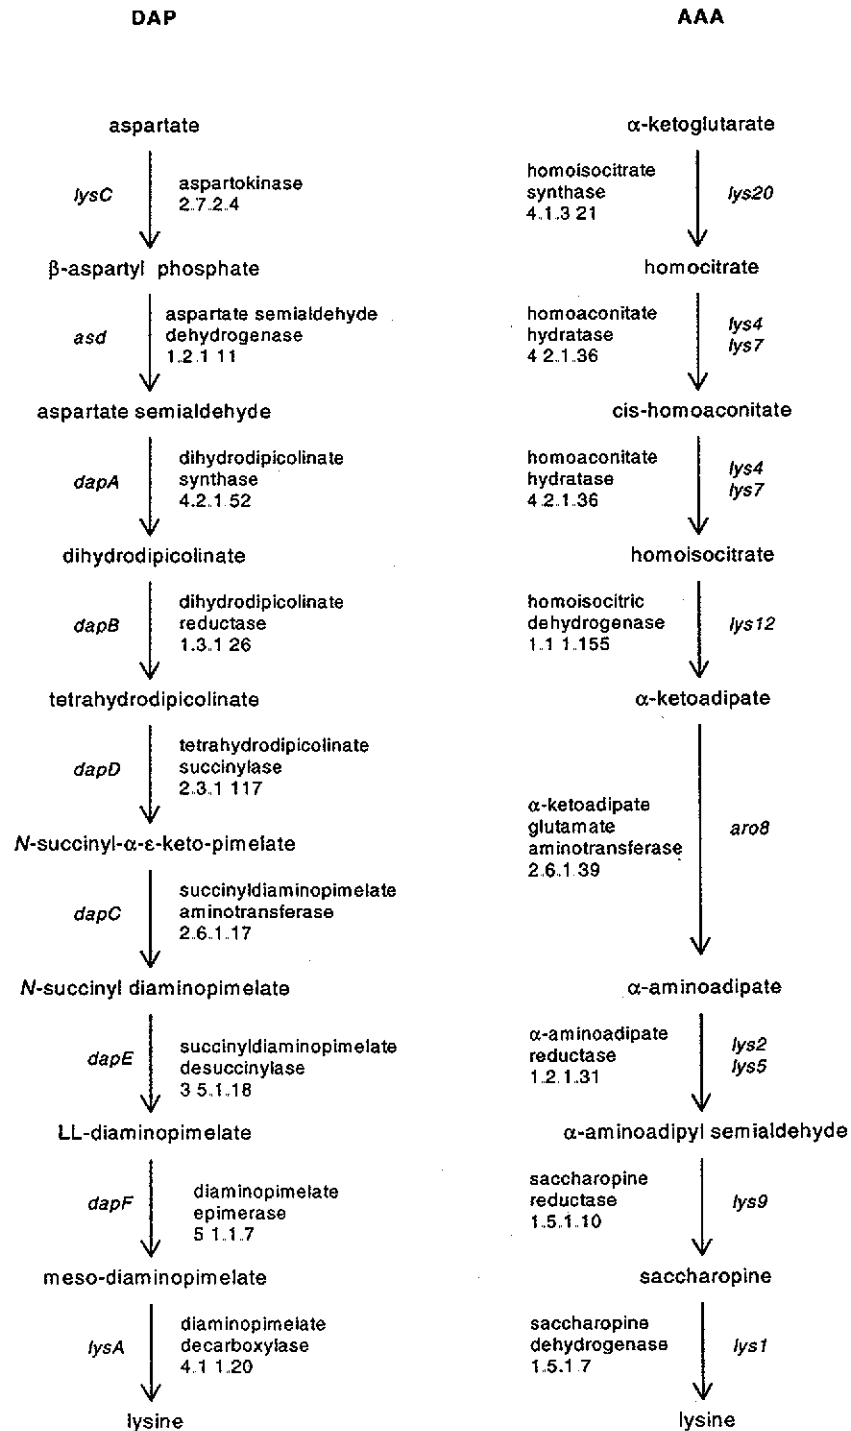 DAP
aspartate
lysC
aspartokinase
2.7.2.4
β-aspartyl phosphate
asd
aspartate semialdehyde
dehydrogenase
1.2.1 11
aspartate semialdehyde
dapA
dihydrodipicolinate
synthase
4.2.1.52
dihydrodipicolinate
dapB
dihydrodipicolinate
reductase
1.3.1 26
tetrahydrodipicolinate
dapD
tetrahydrodipicolinate
succinylase
2.3.1 117
N-succinyl-α-ε-keto-pimelate
dapC
succinyldiaminopimelate
aminotransferase
2.6.1.17
N-succinyl diaminopimelate
dapE
succinyldiaminopimelate
desuccinylase
3 5.1.18
LL-diaminopimelate
dapF
diaminopimelate
epimerase
5 1.1.7
meso-diaminopimelate
lysA
diaminopimelate
decarboxylase
4.1 1.20
lysine
AAA
α-ketoglutarate
homoisocitrate
synthase
4.1.3 21
lys20
homocitrate
homoaconitate
hydratase
4 2.1.36
lys4
lys7
cis-homoaconitate
homoaconitate
hydratase
4.2.1.36
lys4
lys7
homoisocitrate
homoisocitric
dehydrogenase
1.1 1.155
lys12
α-ketoadipate
α-ketoadipate
glutamate
aminotransferase
2.6.1.39
aro8
α-aminoadipate
α-aminoadipate
reductase
1.2.1.31
lys2
lys5
α-aminoadipyl semialdehyde
saccharopine
reductase
1.5.1.10
lys9
saccharopine
saccharopine
dehydrogenase
1.5.1 7
lys1
lysine